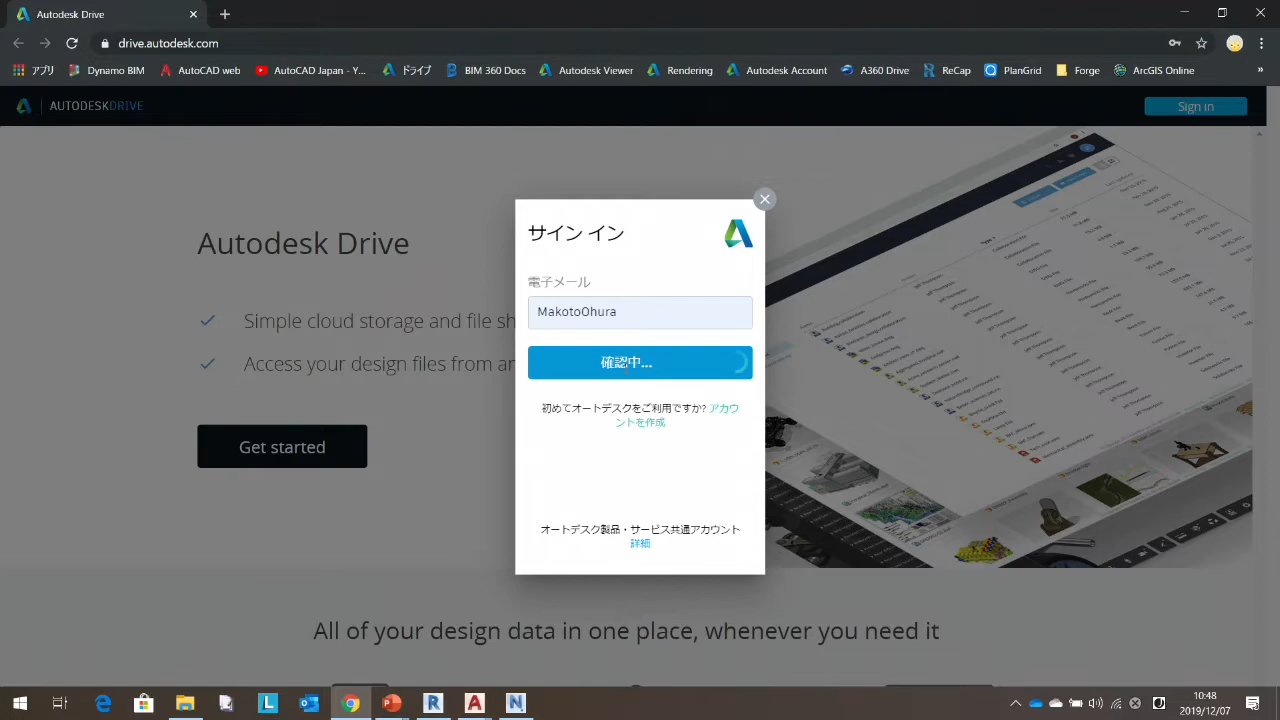 Autodesk Drive
drive.autodesk.com
アプリ
Dynamo BIM
AutoCAD web
AutoCAD Japan - Y...
ドライブ
BIM 360 Docs
Autodesk Viewer
Rendering
Autodesk Account
A360 Drive
ReCap
PlanGrid
Forge
ArcGIS Online
»
AUTODESKDRIVE
Sign in
Autodesk Drive
Simple cloud storage and file sh
Access your design files from an
Get started
サイン イン
電子メール
MakotoOhura
確認中...
初めてオートデスクをご利用ですか? アカウ
ントを作成
オートデスク製品・サービス共通アカウント
詳細
All of your design data in one place, whenever you need it
10:48
2019/12/07